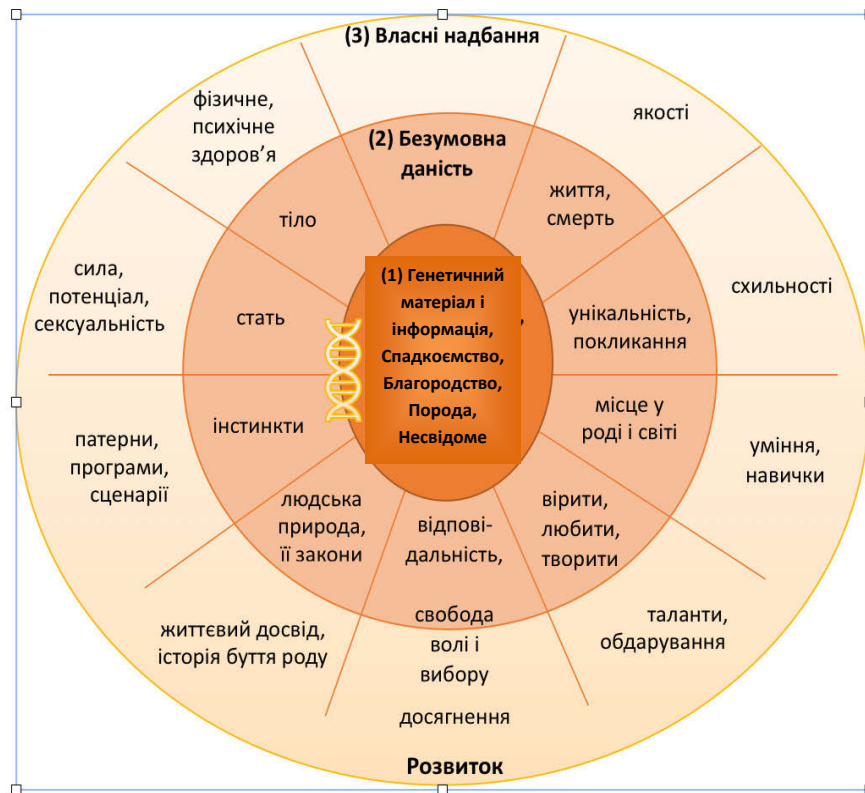 (3) Власні надбання
фізичне,
психічне
здоров’я
якості
(2) Безумовна
даність
тіло
життя,
смерть
сила,
потенціал,
сексуальність
стать
(1) Генетичний
матеріал і
інформація,
Спадкоємство,
Благородство,
Порода,
Несвідоме
,
унікальність,
покликання
схильності
патерни,
програми,
сценарії
інстинкти
місце у
роді і світі
уміння,
навички
людська
природа,
її закони
відпові-
дальність,
свобода
волі і
вибору
вірити,
любити,
творити
життєвий досвід,
історія буття роду
таланти,
обдарування
досягнення
Розвиток